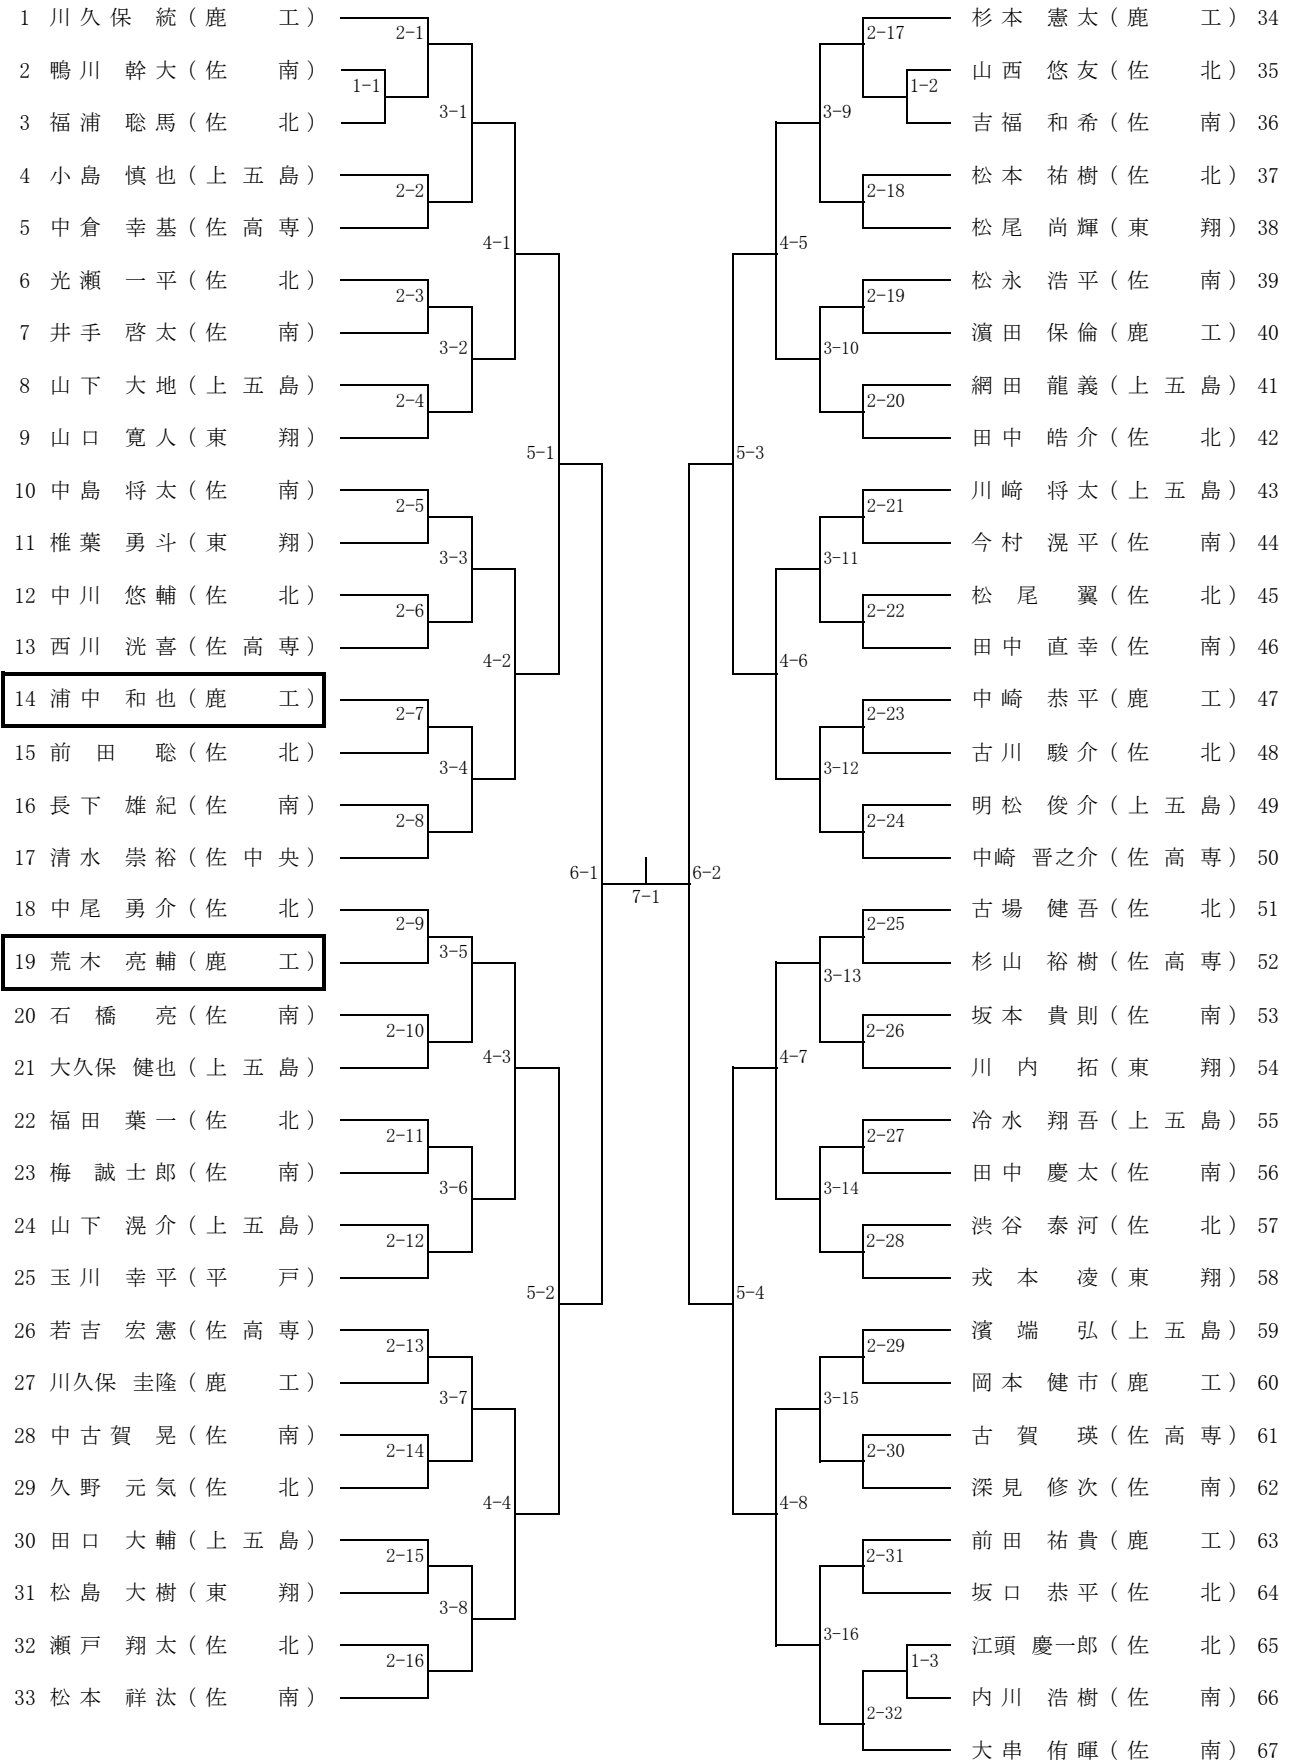 1 川久保 統(鹿 工)
2-1
2 鴨川 幹大(佐 南)
1-1
3 福浦 聡馬(佐 北)
3-1
4 小島 慎也(上五島)
2-2
5 中倉 幸基(佐高専)
4-1
6 光瀬 一平(佐 北)
2-3
7 井手 啓太(佐 南)
3-2
8 山下 大地(上五島)
2-4
9 山口 寛人(東 翔)
5-1
10 中島 将太(佐 南)
2-5
11 椎葉 勇斗(東 翔)
3-3
12 中川 悠輔(佐 北)
2-6
13 西川 洸喜(佐高専)
4-2
14 浦中 和也(鹿 工)
2-7
15 前田 聡(佐 北)
3-4
16 長下 雄紀(佐 南)
2-8
17 清水 崇裕(佐中央)
6-1
18 中尾 勇介(佐 北)
2-9
3-5
19 荒木 亮輔(鹿 工)
20 石橋 亮(佐 南)
2-10
4-3
21 大久保 健也(上五島)
22 福田 葉一(佐 北)
2-11
23 梅 誠士郎(佐 南)
3-6
24 山下 滉介(上五島)
2-12
25 玉川 幸平(平 戸)
5-2
26 若吉 宏憲(佐高専)
2-13
27 川久保 圭隆(鹿 工)
3-7
28 中古賀 晃(佐 南)
2-14
29 久野 元気(佐 北)
4-4
30 田口 大輔(上五島)
2-15
31 松島 大樹(東 翔)
3-8
32 瀬戸 翔太(佐 北)
2-16
33 松本 祥汰(佐 南)
7-1
杉本 憲太(鹿 工) 34
2-17
山西 悠友(佐 北) 35
1-2
3-9
吉福 和希(佐 南) 36
松本 祐樹(佐 北) 37
2-18
松尾 尚輝(東 翔) 38
4-5
松永 浩平(佐 南) 39
2-19
濵田 保倫(鹿 工) 40
3-10
網田 龍義(上五島) 41
2-20
田中 皓介(佐 北) 42
5-3
川﨑 将太(上五島) 43
2-21
今村 滉平(佐 南) 44
3-11
松尾 翼(佐 北) 45
2-22
田中 直幸(佐 南) 46
4-6
中崎 恭平(鹿 工) 47
2-23
古川 駿介(佐 北) 48
3-12
明松 俊介(上五島) 49
2-24
中崎 晋之介(佐高専) 50
6-2
古場 健吾(佐 北) 51
2-25
杉山 裕樹(佐高専) 52
3-13
坂本 貴則(佐 南) 53
2-26
4-7
川内 拓(東 翔) 54
冷水 翔吾(上五島) 55
2-27
田中 慶太(佐 南) 56
3-14
渋谷 泰河(佐 北) 57
2-28
戎本 凌(東 翔) 58
5-4
濱端 弘(上五島) 59
2-29
岡本 健市(鹿 工) 60
3-15
古賀 瑛(佐高専) 61
2-30
深見 修次(佐 南) 62
4-8
前田 祐貴(鹿 工) 63
2-31
坂口 恭平(佐 北) 64
3-16
江頭 慶一郎(佐 北) 65
1-3
内川 浩樹(佐 南) 66
2-32
大串 侑暉(佐 南) 67